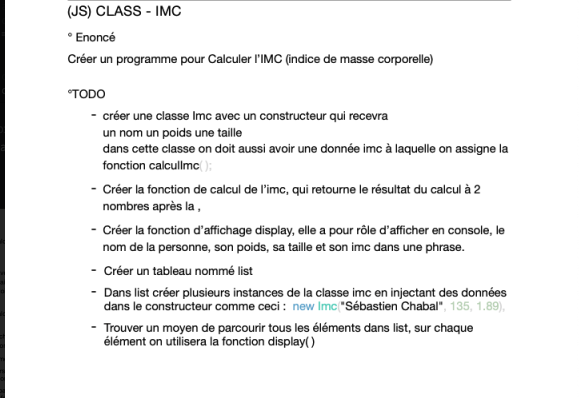 (JS) CLASS - IMC
° Enoncé
Créer un programme pour Calculer l'IMC (indice de masse corporelle)
°TODO
- créer une classe Imc avec un constructeur qui recevra
un nom un poids une taille
dans cette classe on doit aussi avoir une donnée imc à laquelle on assigne la
fonction calculImc( );
- Créer la fonction de calcul de l'imc, qui retourne le résultat du calcul à 2
nombres après la ,
- Créer la fonction d'affichage display, elle a pour rôle d'afficher en console, le
nom de la personne, son poids, sa taille et son imc dans une phrase.
- Créer un tableau nommé list
- Dans list créer plusieurs instances de la classe imc en injectant des données
dans le constructeur comme ceci : new Imc("Sébastien Chabal", 135, 1.89),
- Trouver un moyen de parcourir tous les éléments dans list, sur chaque
élément on utilisera la fonction display( )